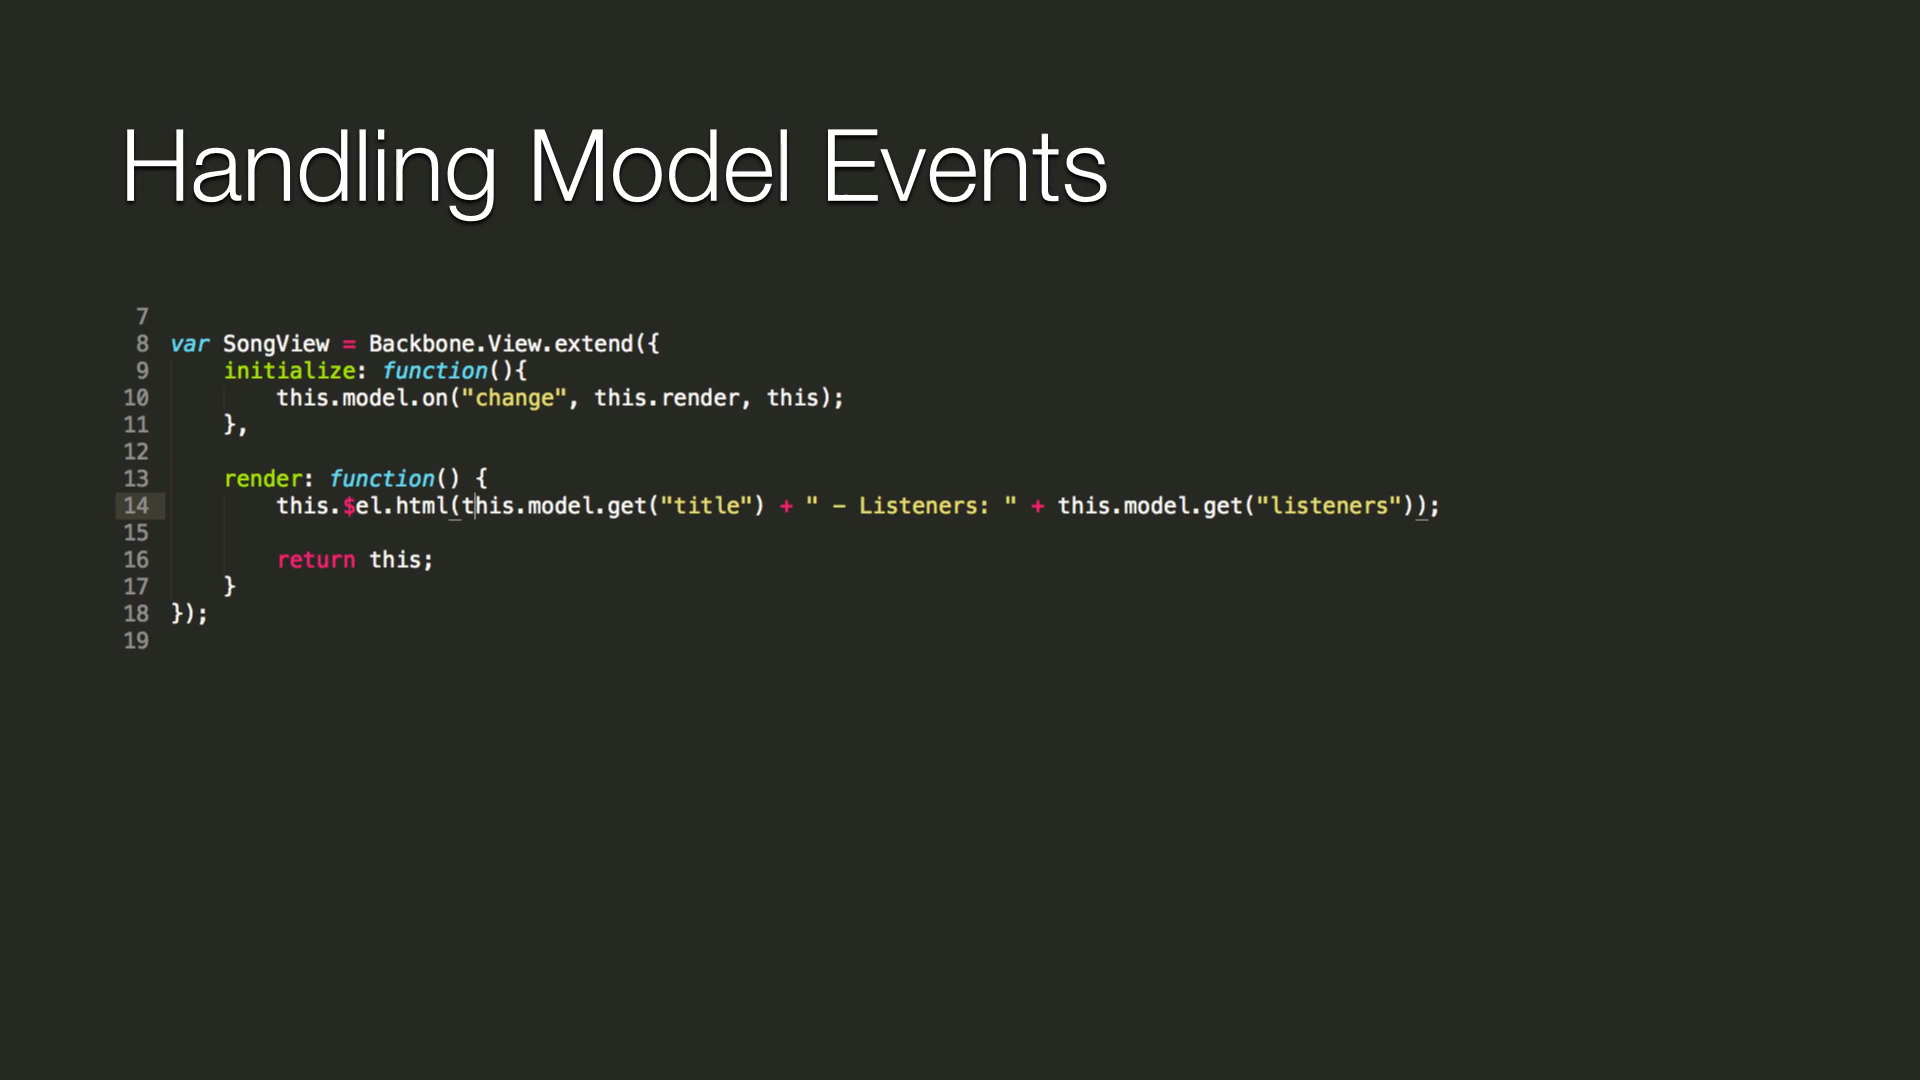 Handling Model Events
7
8 var SongView = Backbone.View.extend({
9     initialize: function(){
10         this.model.on("change", this.render, this);
11     },
12
13     render: function() {
14         this.$el.html(this.model.get("title") + " - Listeners: " + this.model.get("listeners"));
15
16         return this;
17     }
18 });
19